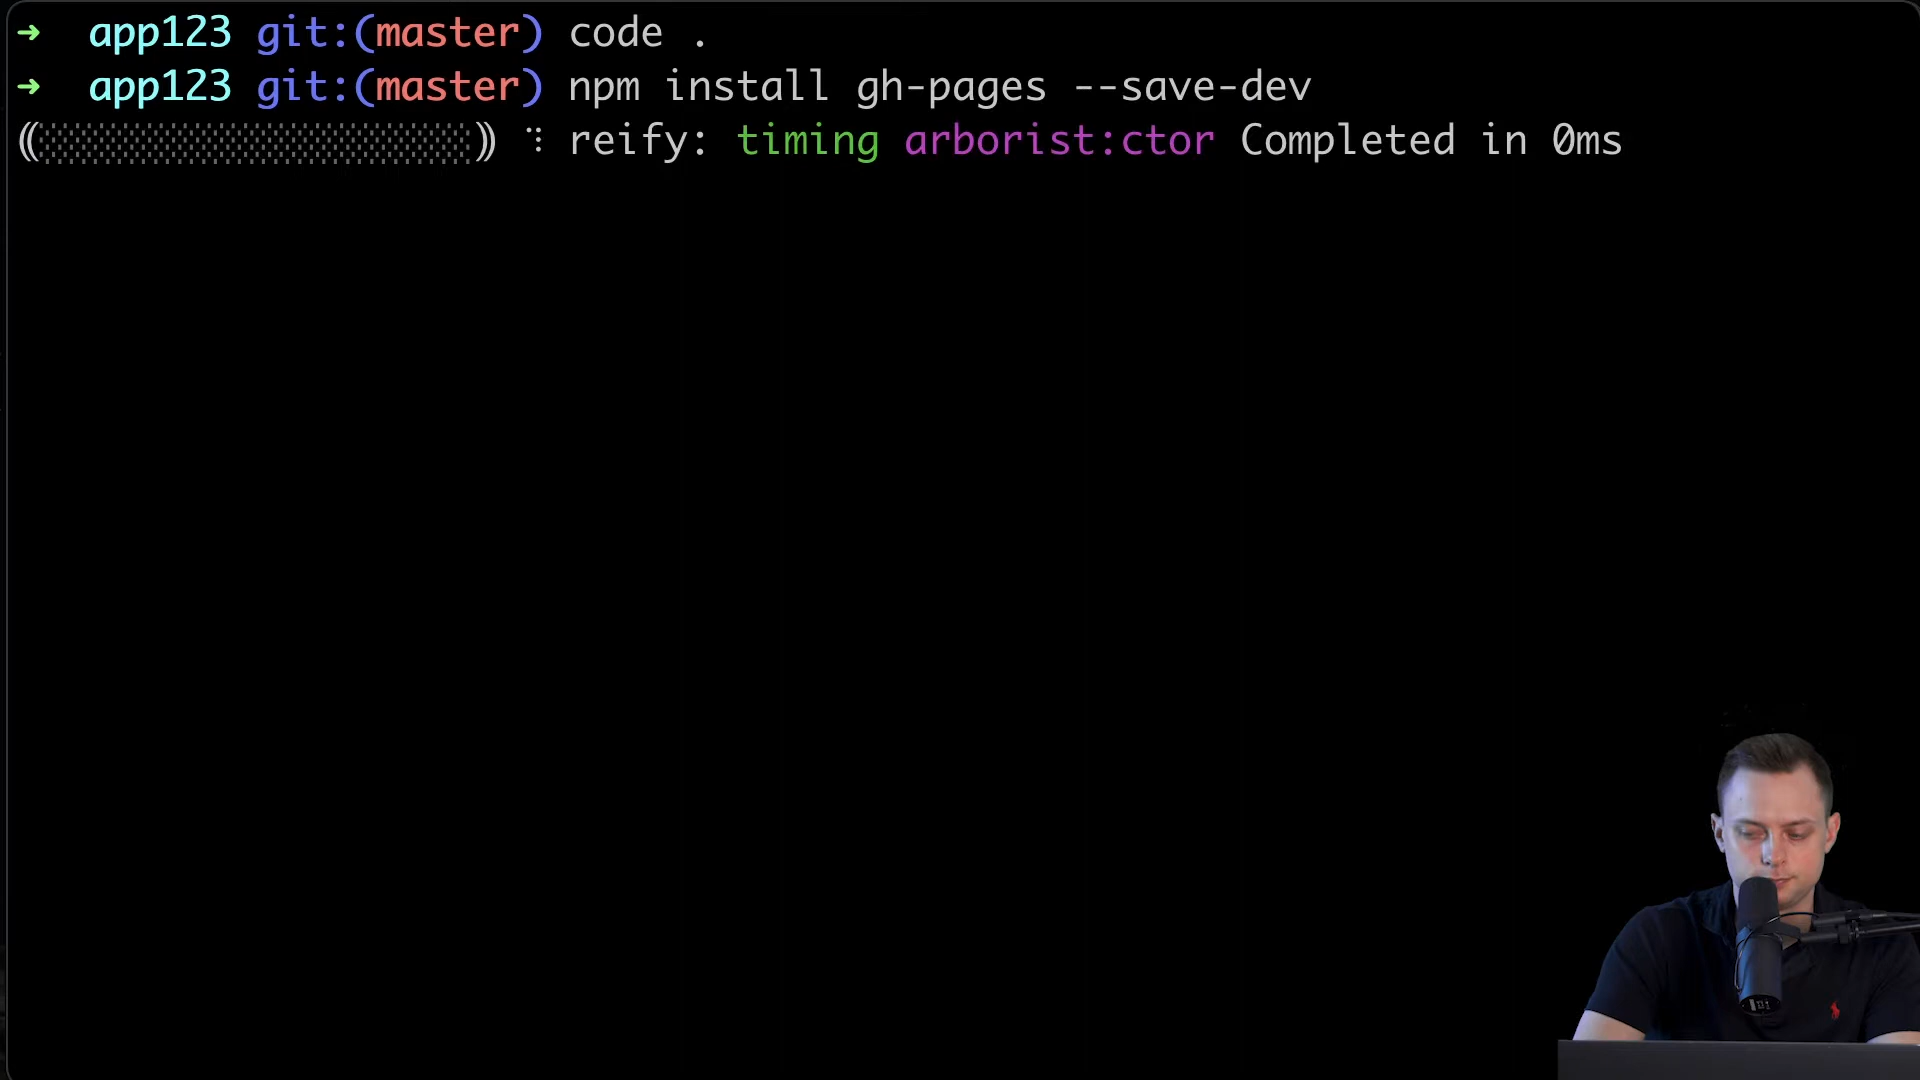 ➜ app123 git:(master) code .
➜ app123 git:(master) npm install gh-pages --save-dev
(░░░░░░░░░░░░░░░░░░) ⠙ reify: timing arborist:ctor Completed in 0ms